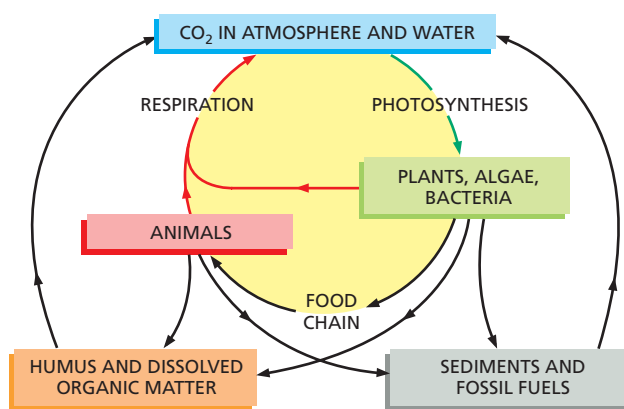 CO₂ IN ATMOSPHERE AND WATER
RESPIRATION
PHOTOSYNTHESIS
PLANTS, ALGAE,
BACTERIA
ANIMALS
FOOD
CHAIN
HUMUS AND DISSOLVED
ORGANIC MATTER
SEDIMENTS AND
FOSSIL FUELS